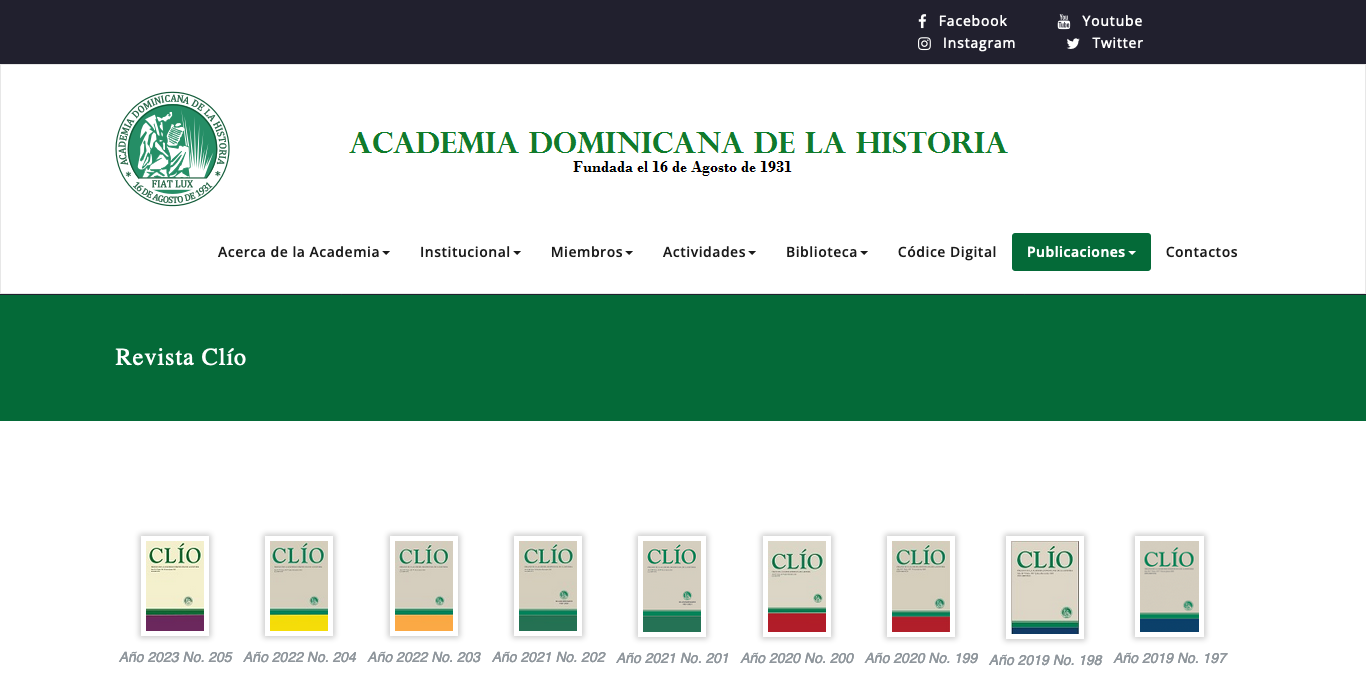 Facebook
Youtube
Instagram
Twitter
ACADEMIA DOMINICANA DE LA HISTORIA
FIAT LUX
16 DE AGOSTO DE 1931
ACADEMIA DOMINICANA DE LA HISTORIA
Fundada el 16 de Agosto de 1931
Acerca de la Academia
Institucional
Miembros
Actividades
Biblioteca
Códice Digital
Publicaciones
Contactos
Revista Clío
CLÍO
CLÍO
CLÍO
CLÍO
CLÍO
CLÍO
CLÍO
CLÍO
CLÍO
Año 2023 No. 205
Año 2022 No. 204
Año 2022 No. 203
Año 2021 No. 202
Año 2021 No. 201
Año 2020 No. 200
Año 2020 No. 199
Año 2019 No. 198
Año 2019 No. 197